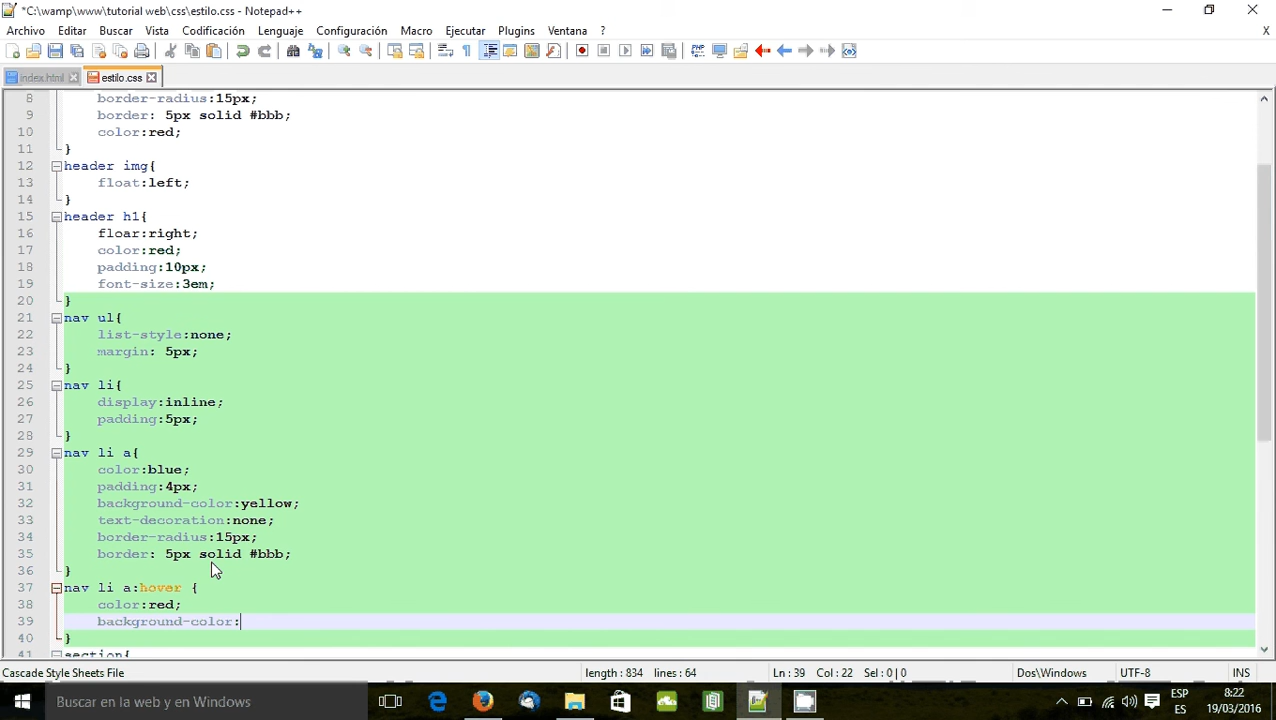 *C:\wamp\www\tutorial web\css\estilo.css - Notepad++
Archivo Editar Buscar Vista Codificación Lenguaje Configuración Macro Ejecutar Plugins Ventana ? X
index.html estilo.css
8 border-radius:15px;
9 border: 5px solid #bbb;
10 color:red;
11 }
12 header img{
13 float:left;
14 }
15 header h1{
16 floar:right;
17 color:red;
18 padding:10px;
19 font-size:3em;
20 }
21 nav ul{
22 list-style:none;
23 margin: 5px;
24 }
25 nav li{
26 display:inline;
27 padding:5px;
28 }
29 nav li a{
30 color:blue;
31 padding:4px;
32 background-color:yellow;
33 text-decoration:none;
34 border-radius:15px;
35 border: 5px solid #bbb;
36 }
37 nav li a:hover {
38 color:red;
39 background-color:
40 }
41 section{
Cascade Style Sheets File length : 834 lines : 64 Ln : 39 Col : 22 Sel : 0 | 0 Dos\Windows UTF-8 INS
Buscar en la web y en Windows ESP 8:22
ES 19/03/2016